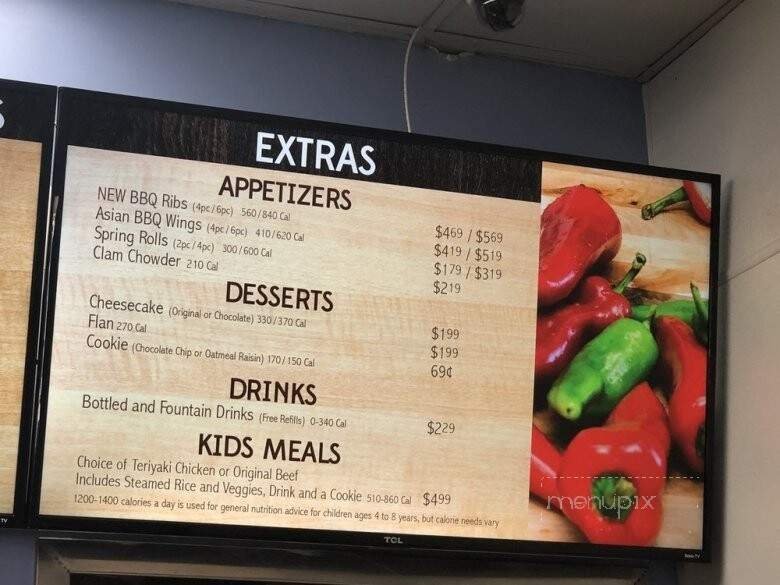 S
EXTRAS
APPETIZERS
NEW BBQ Ribs (4pc/6pc) 560/840 Cal $469 / $569
Asian BBQ Wings (4pc/6pc) 410/620 Cal $419 / $519
Spring Rolls (2pc/4pc) 300/600 Cal $179 / $319
Clam Chowder 210 Cal $219
DESSERTS
Cheesecake (Original or Chocolate) 330/370 Cal $199
Flan 270 Cal $199
Cookie (Chocolate Chip or Oatmeal Raisin) 170/150 Cal 69¢
DRINKS
Bottled and Fountain Drinks (Free Refills) 0-340 Cal $229
KIDS MEALS
Choice of Teriyaki Chicken or Original Beef
Includes Steamed Rice and Veggies, Drink and a Cookie 510-860 Cal $499
1200-1400 calories a day is used for general nutrition advice for children ages 4 to 8 years, but calorie needs vary
menupix
TV
TCL
Roku TV